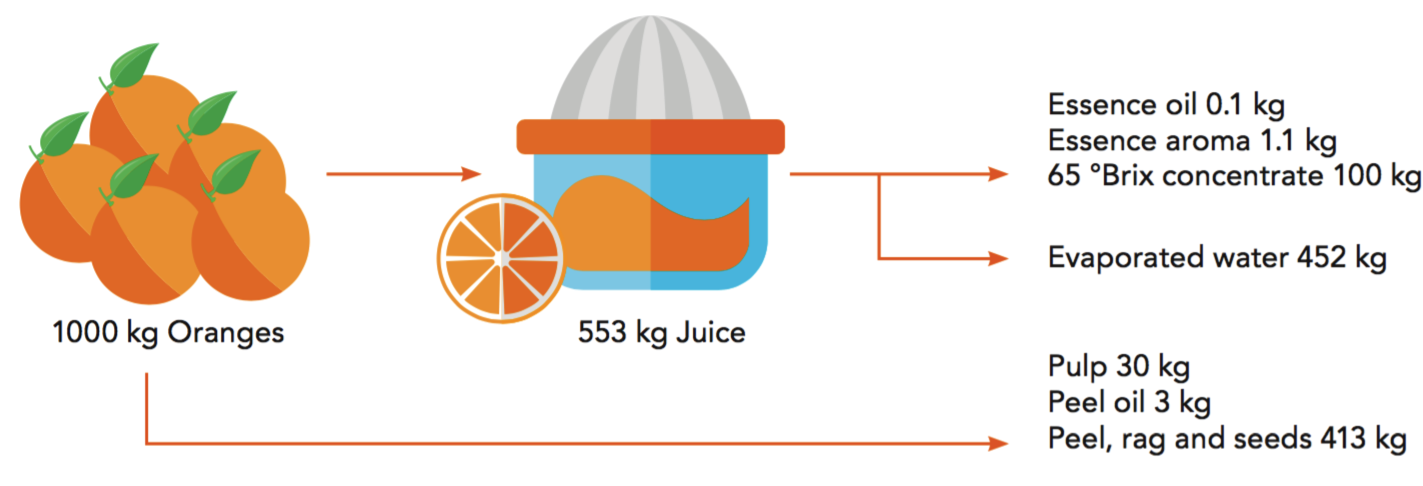 1000 kg Oranges
553 kg Juice
Essence oil 0.1 kg
Essence aroma 1.1 kg
65 °Brix concentrate 100 kg
Evaporated water 452 kg
Pulp 30 kg
Peel oil 3 kg
Peel, rag and seeds 413 kg